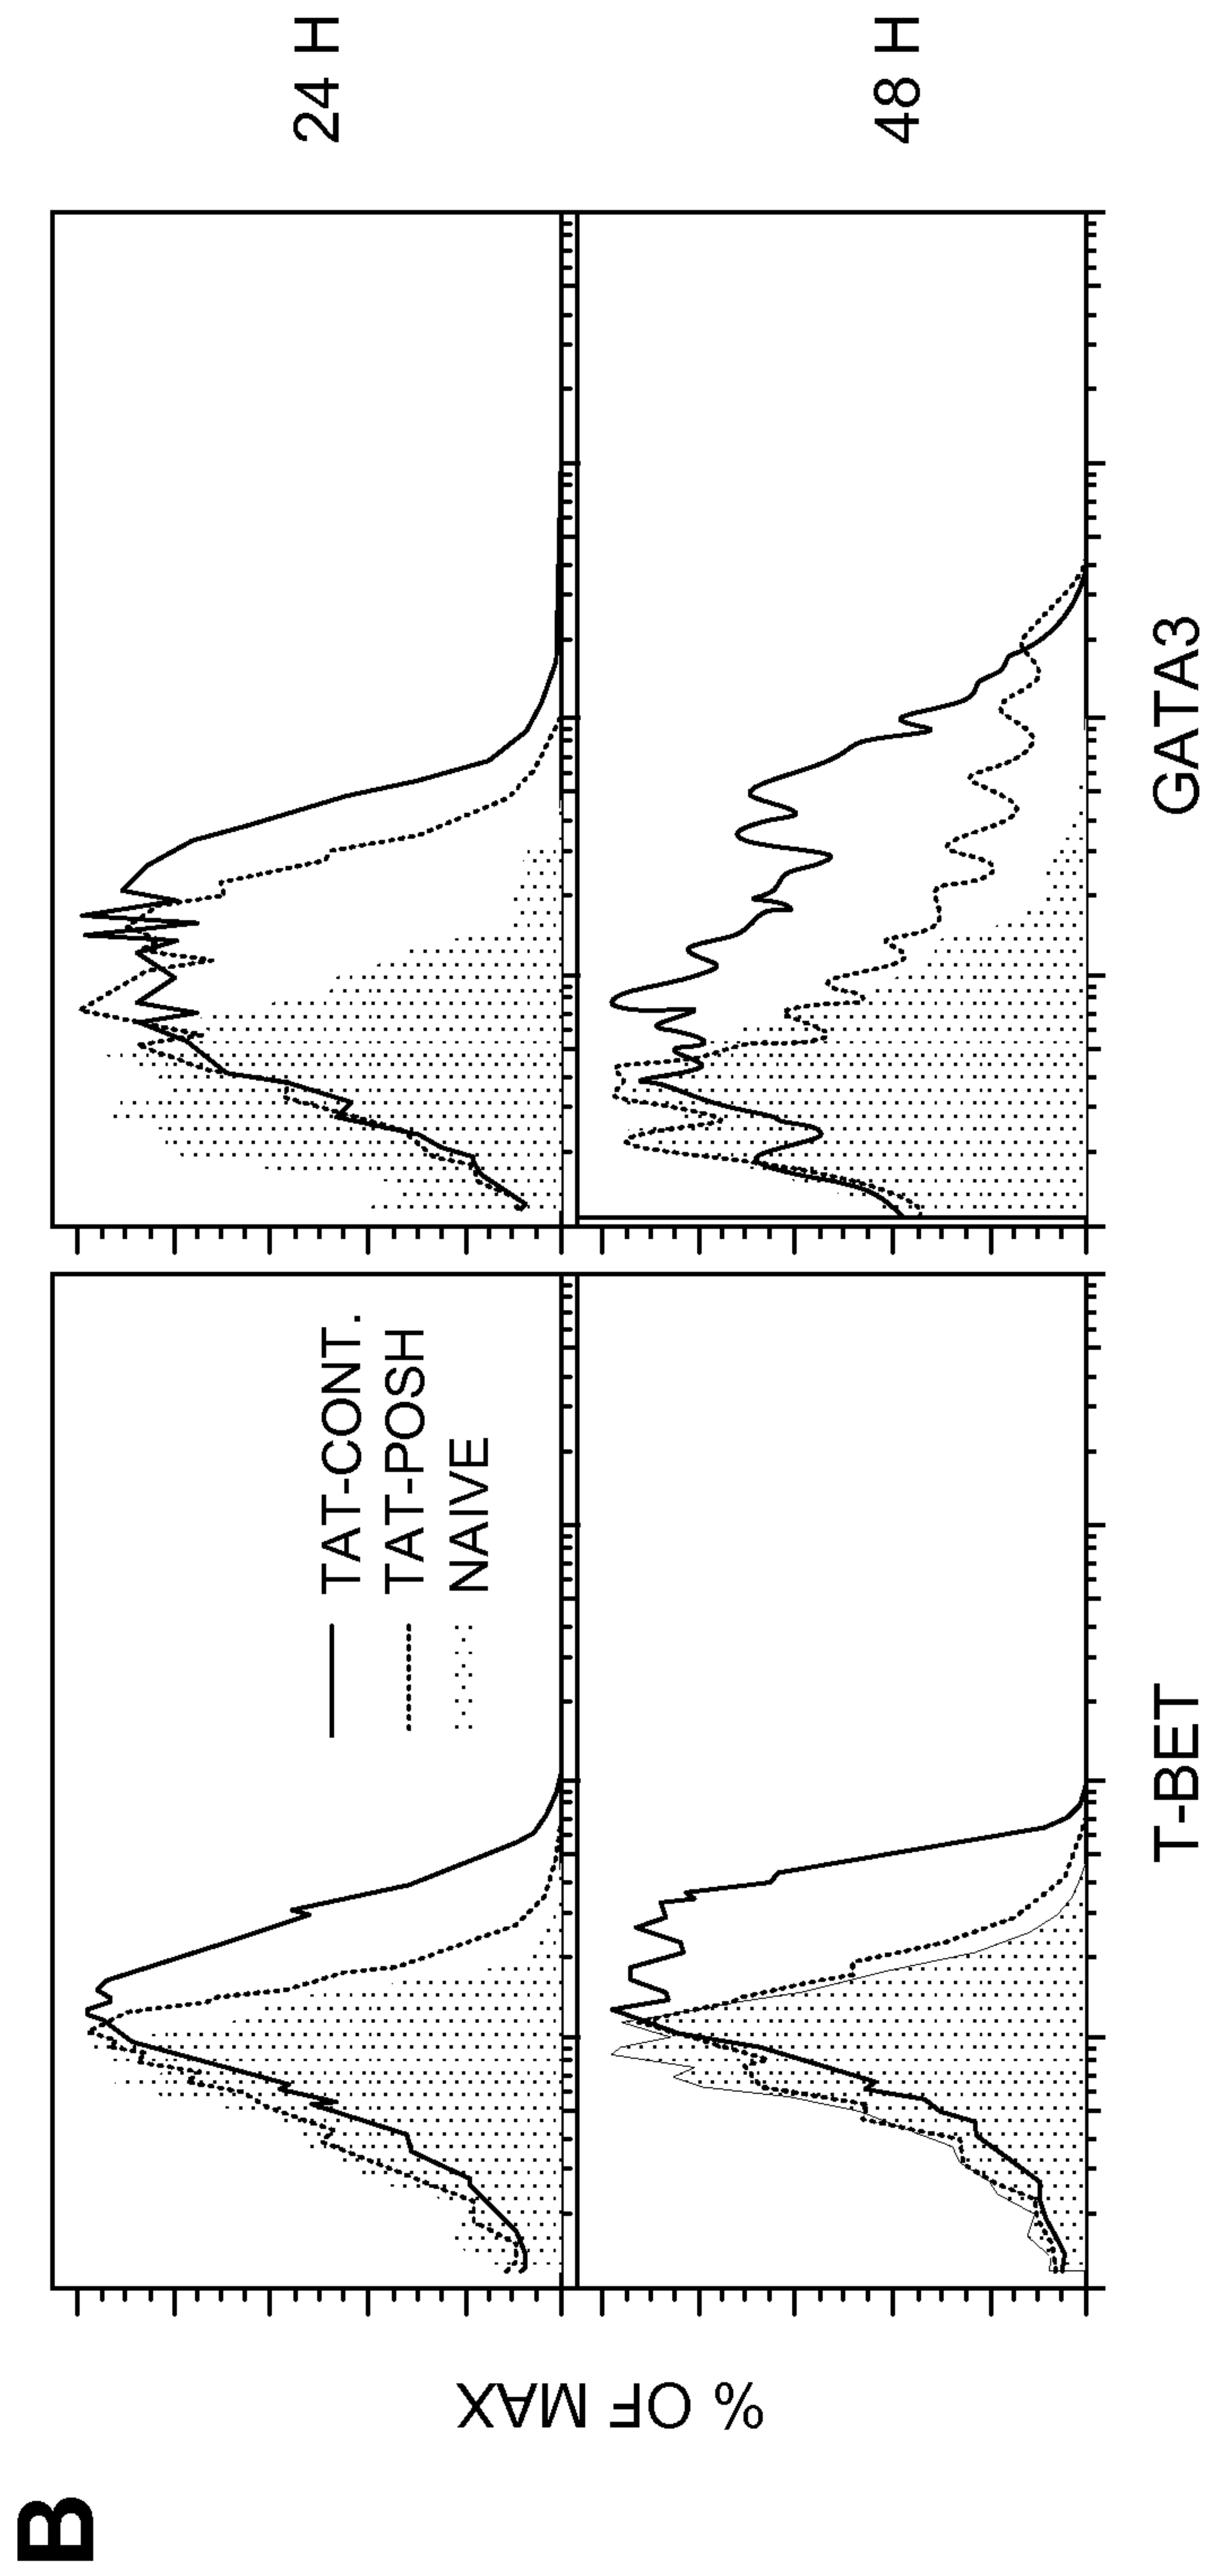 B
24 H
TAT-CONT.
TAT-POSH
NAIVE
% OF MAX
48 H
T-BET
GATA3